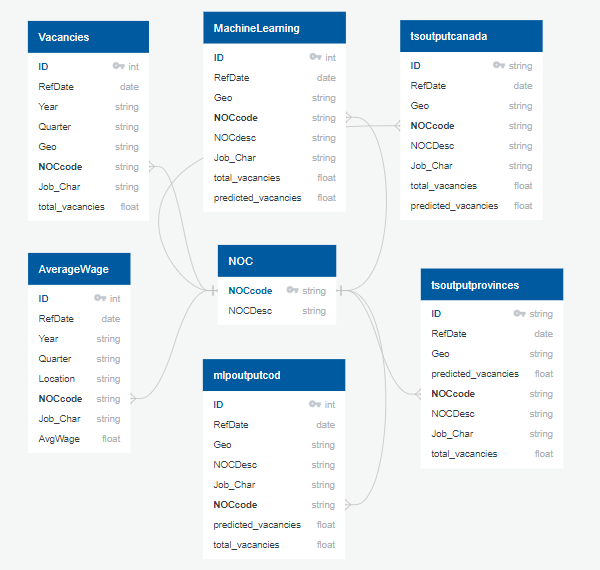 Vacancies
ID int
RefDate date
Year string
Quarter string
Geo string
NOCcode string
Job_Char string
total_vacancies float
MachineLearning
ID int
RefDate date
Geo string
NOCcode string
NOCdesc string
Job_Char string
total_vacancies float
predicted_vacancies float
tsoutputcanada
ID string
RefDate date
Geo string
NOCcode string
NOCDesc string
Job_Char string
total_vacancies float
predicted_vacancies float
AverageWage
ID int
RefDate date
Year string
Quarter string
Location string
NOCcode string
Job_Char string
AvgWage float
NOC
NOCcode string
NOCDesc string
tsoutputprovinces
ID string
RefDate date
Geo string
predicted_vacancies float
NOCcode string
NOCDesc string
Job_Char string
total_vacancies float
mlpoutputcod
ID int
RefDate date
Geo string
NOCDesc string
Job_Char string
NOCcode string
predicted_vacancies float
total_vacancies float